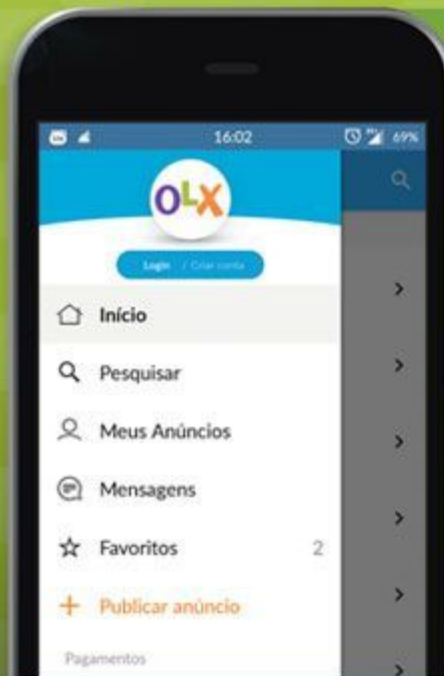 16:02
69%
OLX
Login / Criar conta
Início
Pesquisar
Meus Anúncios
Mensagens
Favoritos 2
+ Publicar anúncio
Pagamentos